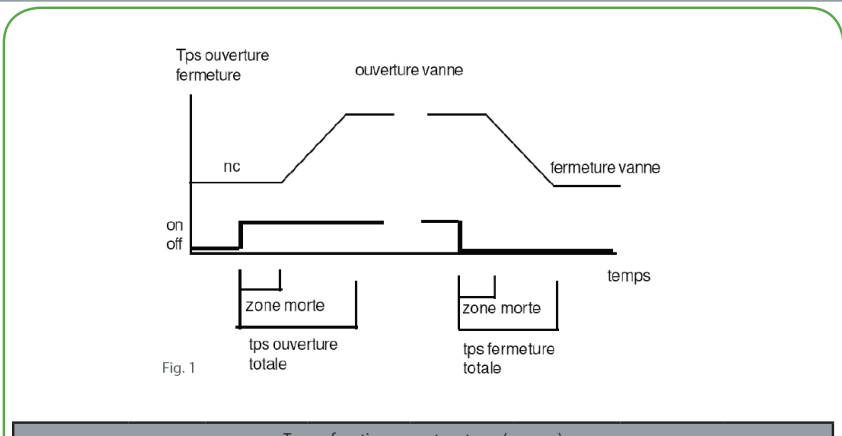 Tps ouverture
fermeture
ouverture vanne
nc
fermeture vanne
on
off
temps
zone morte
zone morte
tps ouverture
totale
tps fermeture
totale
Fig. 1